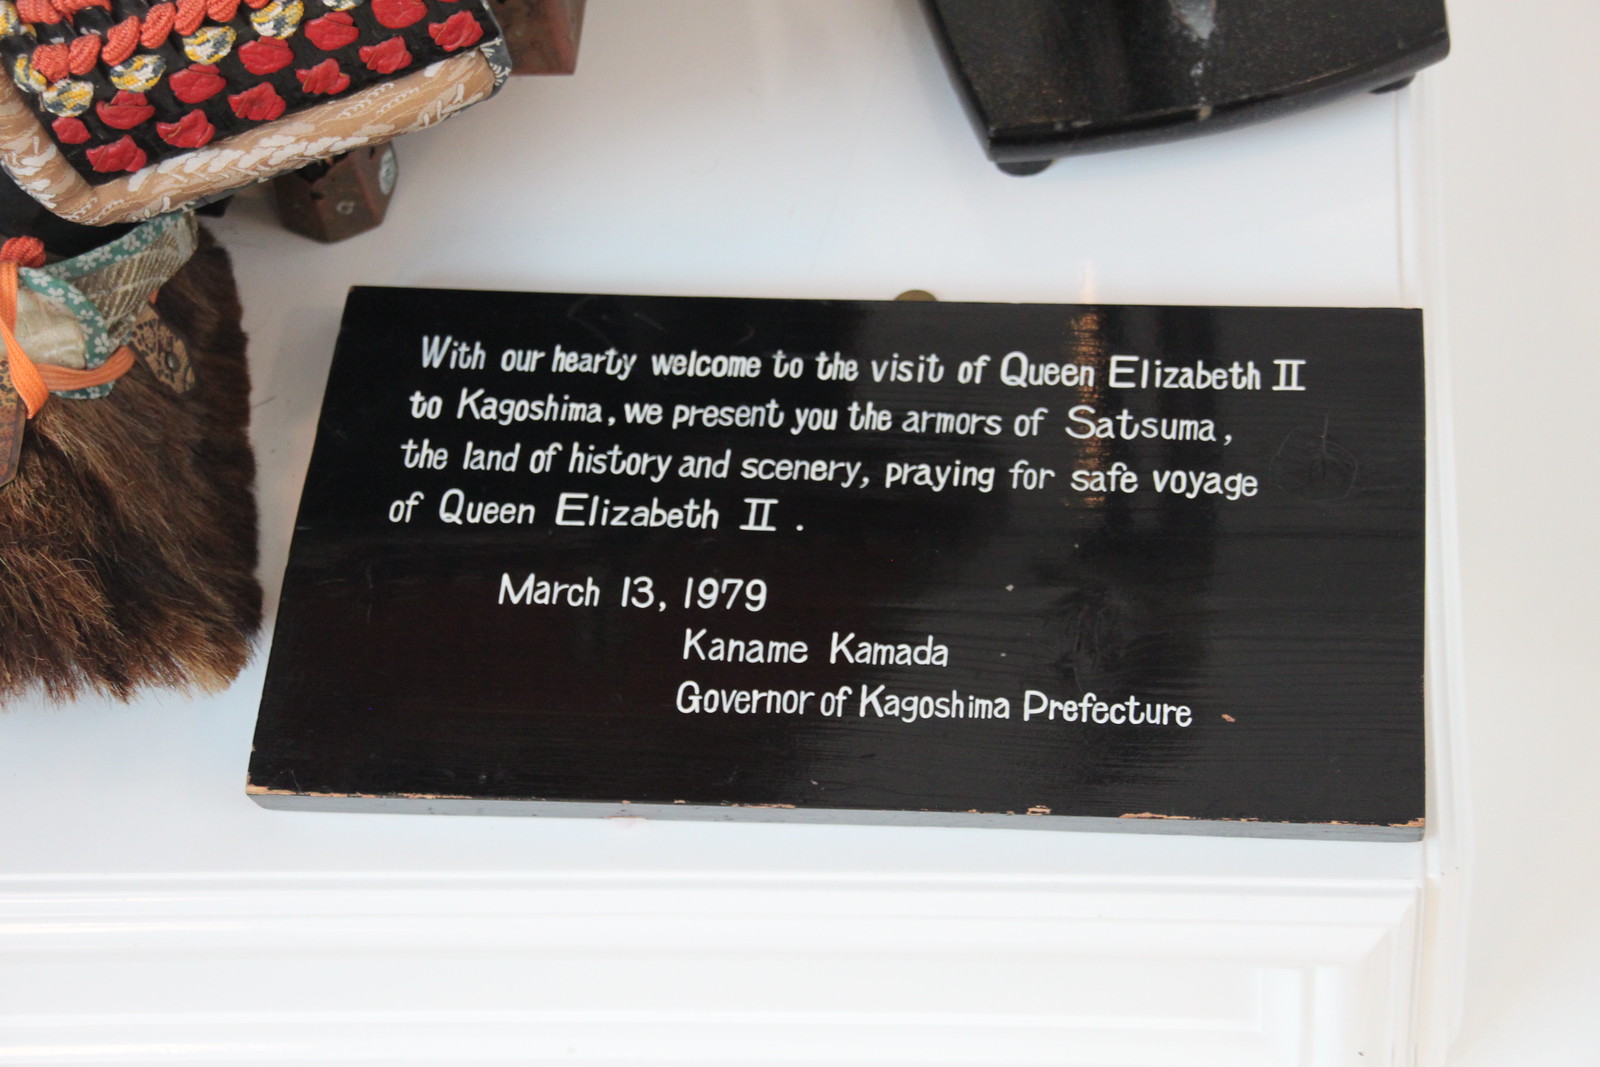 With our hearty welcome to the visit of Queen Elizabeth II
to Kagoshima, we present you the armors of Satsuma,
the land of history and scenery, praying for safe voyage
of Queen Elizabeth II .
March 13, 1979
Kaname Kamada
Governor of Kagoshima Prefecture